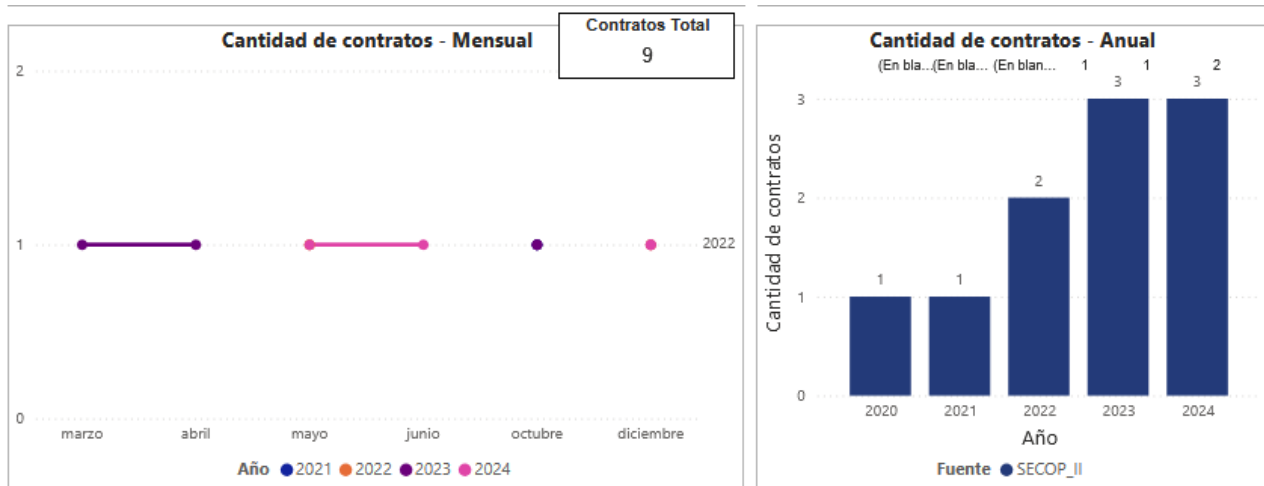 Cantidad de contratos - Mensual
Contratos Total
9
2
1
0
2022
marzo abril mayo junio octubre diciembre
Año 2021 2022 2023 2024
Cantidad de contratos - Anual
(En bla... (En bla... (En blan... 1 1 2
3 3
2
1 1
Cantidad de contratos
3
2
1
0
2020 2021 2022 2023 2024
Año
Fuente SECOP_II